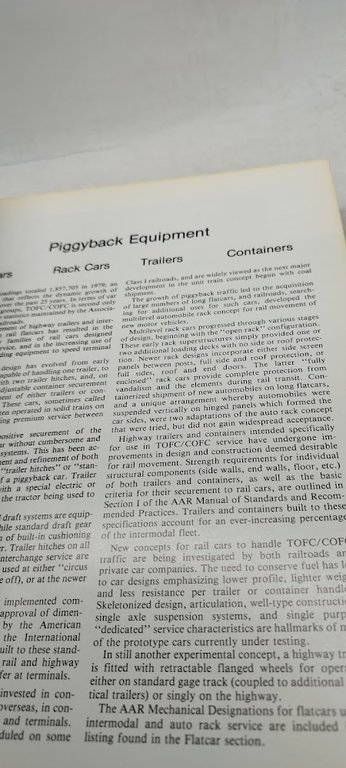 Piggyback Equipment
Rack Cars
Trailers
Containers
loadings totaled 1,857,705 in 1979, an
that reflects the dynamic growth of
over the past 25 years. In terms of car
groups, TOFC/COFC is second only
statistics maintained by the Associa-
railroads.
ment of highway trailers and inter-
rail flatcars has resulted in the
families of rail cars designed
service, and in the increasing use of
ding equipment to speed terminal
design has evolved from early
capable of handling one trailer, to
with two trailer hitches, and, on
adjustable container securement
ment of either trailers or con-
These cars, sometimes called
ten operated in solid trains on
ing premium service between
positive securement of the
ar without cumbersome and
systems. This has been ac-
ment and refinement of both
"trailer hitches" or "stan-
f a piggyback car. Trailer
with a special electric or
the tractor being used to
draft systems are equip-
hile standard draft gear
n of built-in cushioning
r. Trailer hitches on all
interchange service are
used at either "circus
e off), or at the newer
implemented com-
approval of dimen-
by the American
the International
uilt to these stand-
rail and highway
fer at terminals.
invested in con-
overseas, in con-
and terminals.
duled on some
Class I railroads, and are widely viewed as the next major
development in the unit train concept begun with coal
shipment.
The growth of piggyback traffic led to the acquisition
of large numbers of long flatcars, and railroads, search-
ing for additional uses for such cars, developed the
multilevel automobile rack concept for rail movement of
new motor vehicles.
Multilevel rack cars progressed through various stages
of design, beginning with the "open rack" configuration.
These early rack superstructures simply provided one or
two additional loading decks with no side or roof protec-
tion. Newer rack designs incorporate either side screen
panels between posts, full side and roof protection, or
full sides, roof and end doors. The latter "fully
enclosed" rack cars provide complete protection from
vandalism and the elements during rail transit. Con-
tainerized shipment of new automobiles on long flatcars,
and a unique arrangement whereby automobiles were
suspended vertically on hinged panels which formed the
car sides, were two adaptations of the auto rack concept
that were tried, but did not gain widespread acceptance.
Highway trailers and containers intended specifically
for use in TOFC/COFC service have undergone im-
provements in design and construction deemed desirable
for rail movement. Strength requirements for individual
structural components (side walls, end walls, floor, etc.)
of both trailers and containers, as well as the basic
criteria for their securement to rail cars, are outlined in
Section I of the AAR Manual of Standards and Recom-
mended Practices. Trailers and containers built to these
specifications account for an ever-increasing percentage
of the intermodal fleet.
New concepts for rail cars to handle TOFC/COFC
traffic are being investigated by both railroads an
private car companies. The need to conserve fuel has l
to car designs emphasizing lower profile, lighter weig
and less resistance per trailer or container handle
Skeletonized design, articulation, well-type constructi
single axle suspension systems, and single purp
"dedicated" service characteristics are hallmarks of m
of the prototype cars currently under testing.
In still another experimental concept, a highway tr
is fitted with retractable flanged wheels for oper
either on standard gage track (coupled to additional
tical trailers) or singly on the highway.
The AAR Mechanical Designations for flatcars u
intermodal and auto rack service are included
listing found in the Flatcar section.